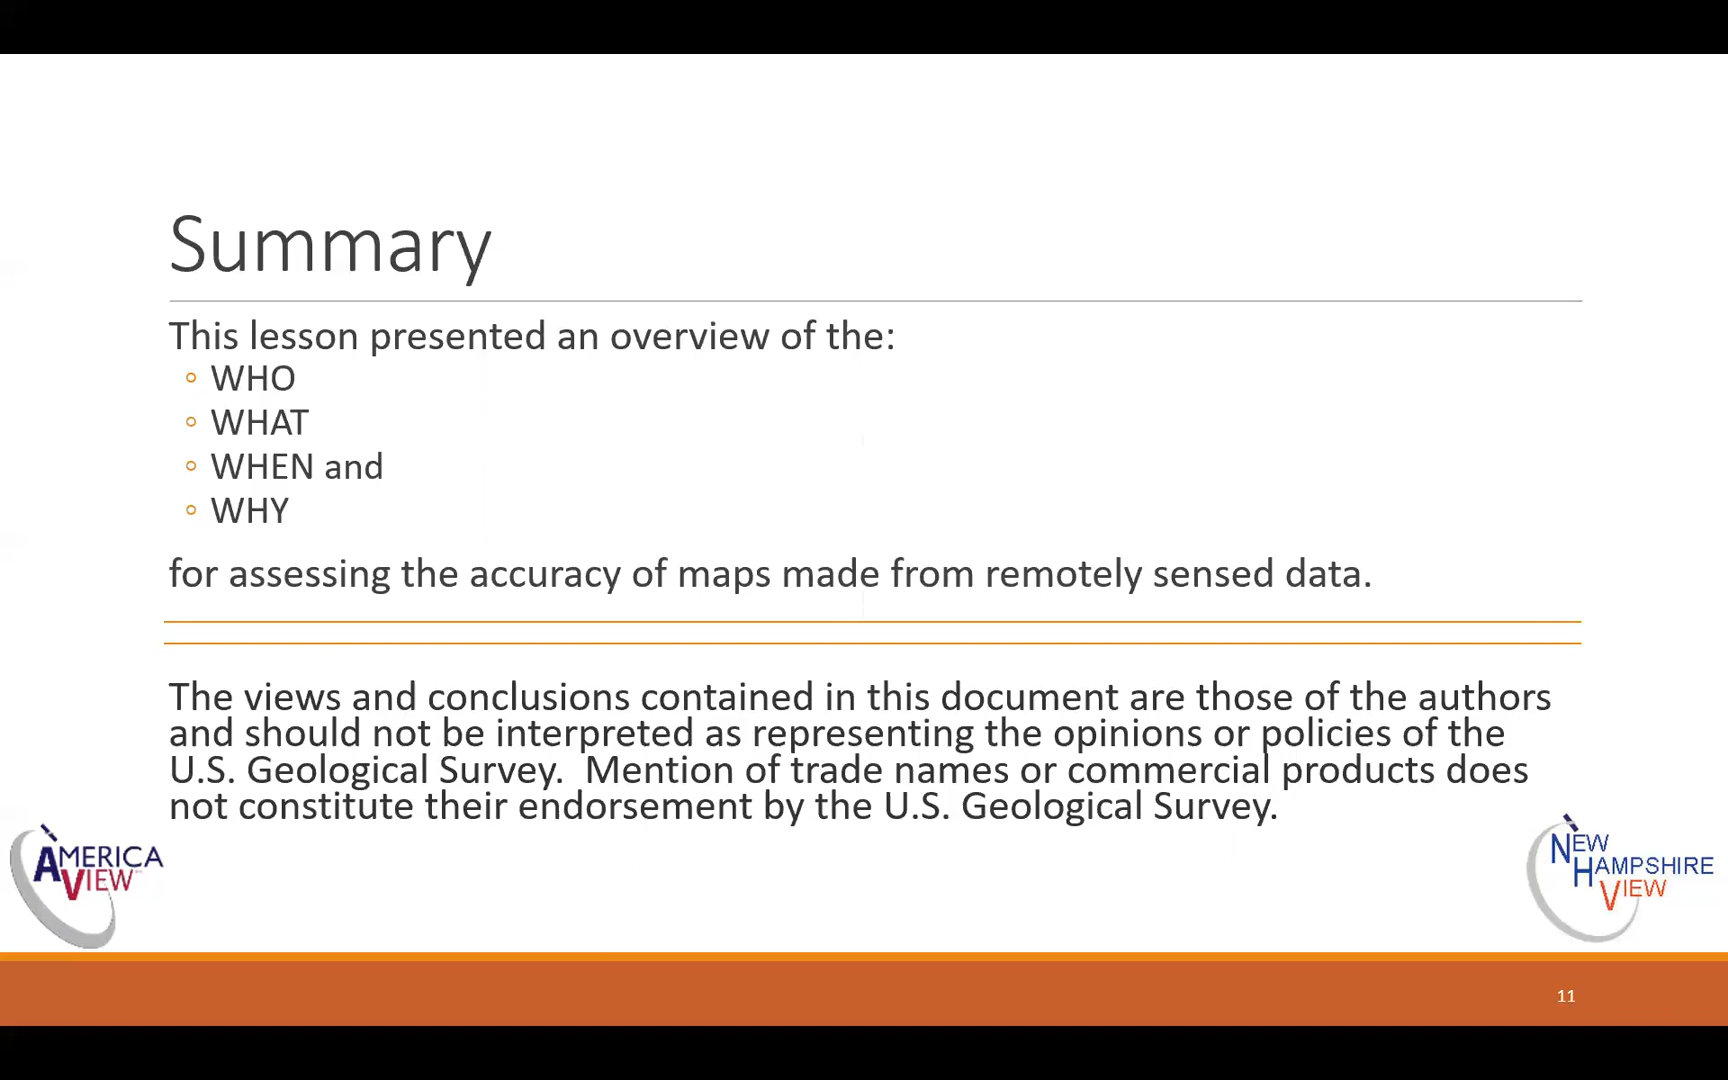 Summary
This lesson presented an overview of the:
◦ WHO
◦ WHAT
◦ WHEN and
◦ WHY
for assessing the accuracy of maps made from remotely sensed data.
The views and conclusions contained in this document are those of the authors
and should not be interpreted as representing the opinions or policies of the
U.S. Geological Survey.  Mention of trade names or commercial products does
not constitute their endorsement by the U.S. Geological Survey.
AMERICA
VIEW
NEW
HAMPSHIRE
VIEW
11